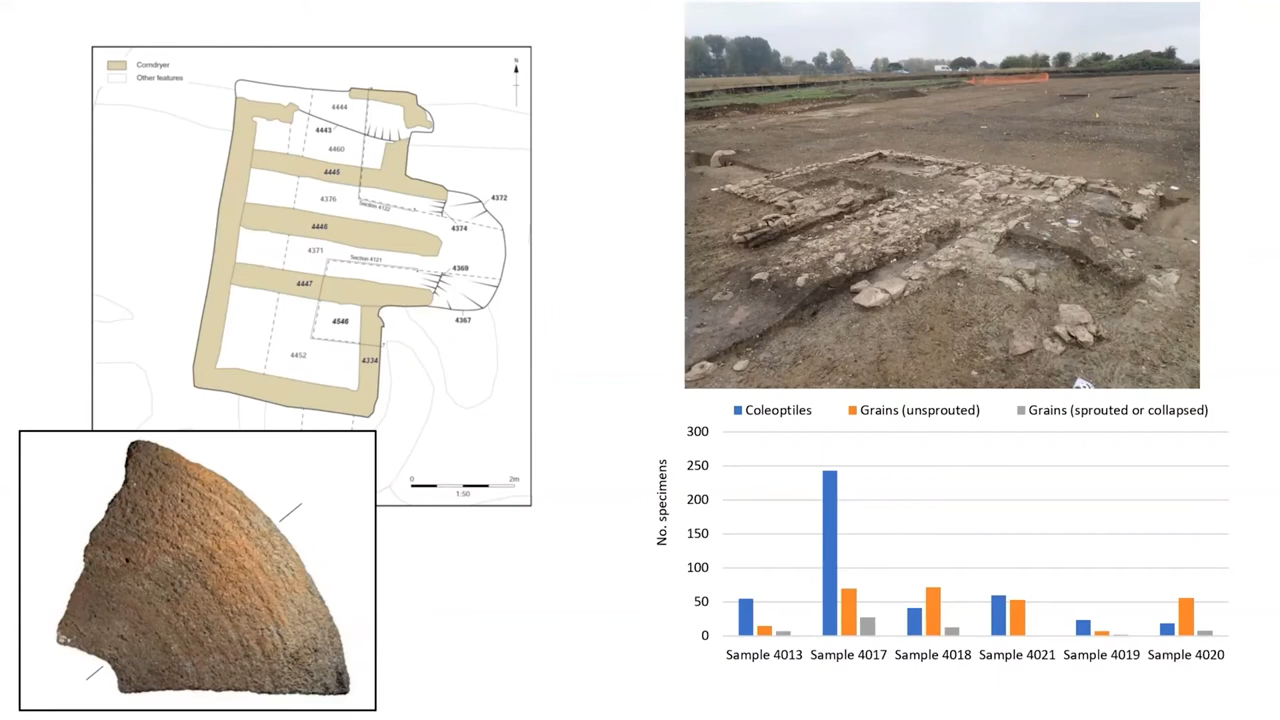 Corndryer
Other features
N
4444
4443
4460
4445
4372
4376
Section 4122
4374
4446
4371
Section 4121
4369
4447
4546
4367
4452
4334
0 2m
1:50
Coleoptiles Grains (unsprouted) Grains (sprouted or collapsed)
300
250
200
150
100
50
0
No. specimens
Sample 4013 Sample 4017 Sample 4018 Sample 4021 Sample 4019 Sample 4020